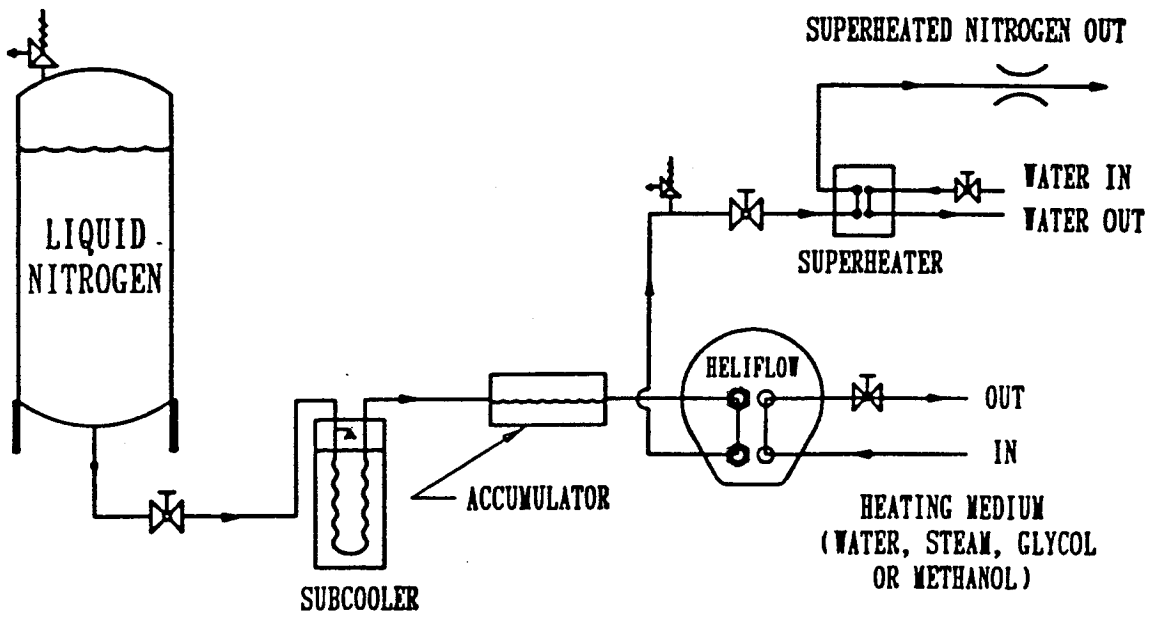 SUPERHEATED NITROGEN OUT
WATER IN
WATER OUT
SUPERHEATER
LIQUID
NITROGEN
HELIFLOW
OUT
IN
ACCUMULATOR
HEATING MEDIUM
(WATER, STEAM, GLYCOL
OR METHANOL)
SUBCOOLER